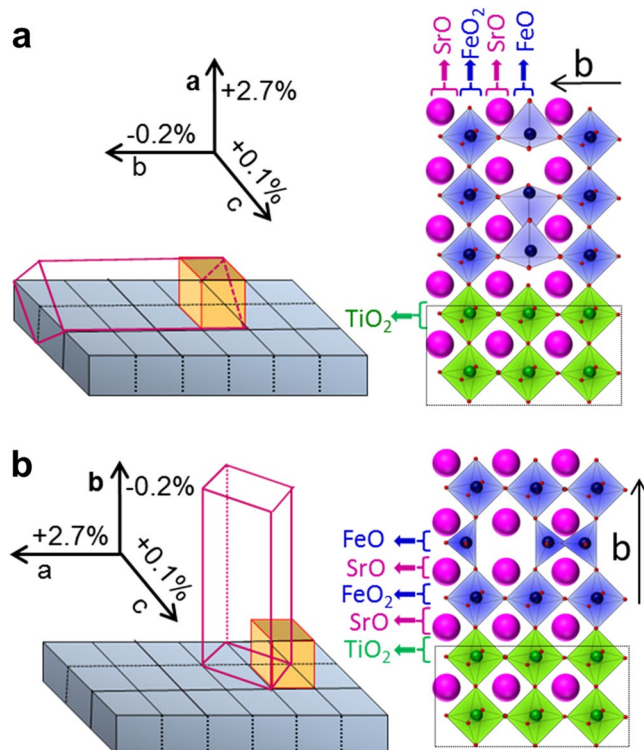 a
SrO
FeO₂
SrO
FeO
b
a
+2.7%
-0.2%
b
+0.1%
c
TiO₂
b
b
-0.2%
+2.7%
a
+0.1%
c
FeO
SrO
FeO₂
SrO
TiO₂
b